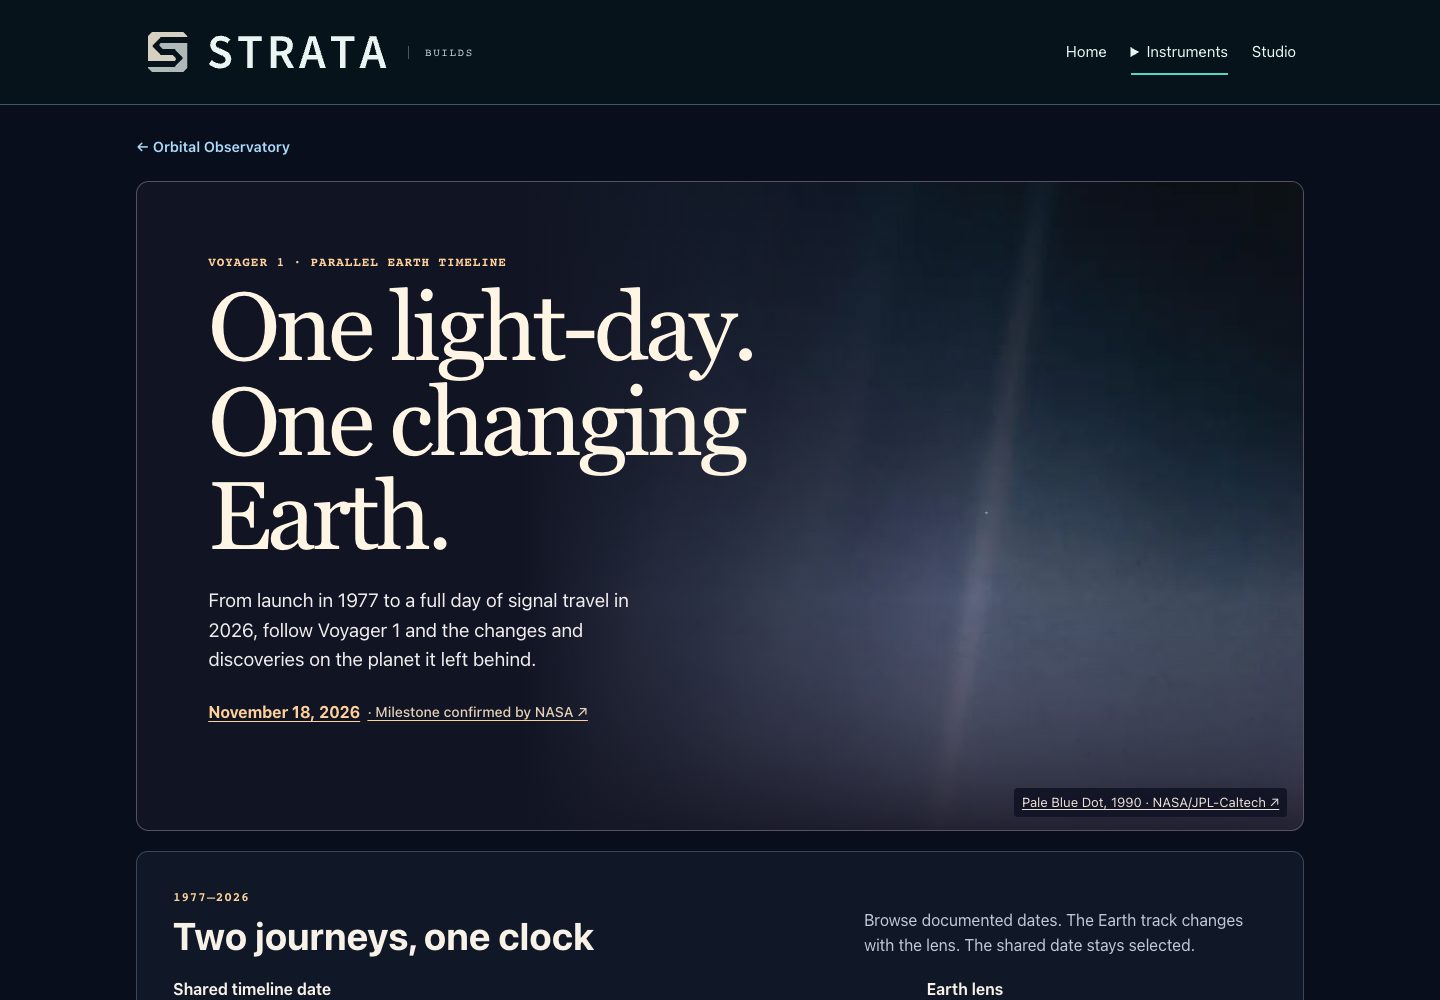 STRATA
BUILDS
Home
Instruments
Studio
← Orbital Observatory
VOYAGER 1 · PARALLEL EARTH TIMELINE
One light-day.
One changing
Earth.
From launch in 1977 to a full day of signal travel in
2026, follow Voyager 1 and the changes and
discoveries on the planet it left behind.
November 18, 2026 · Milestone confirmed by NASA ↗
Pale Blue Dot, 1990 · NASA/JPL-Caltech ↗
1977—2026
Two journeys, one clock
Browse documented dates. The Earth track changes
with the lens. The shared date stays selected.
Shared timeline date
Earth lens